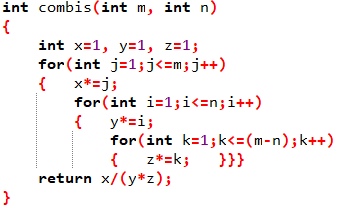 int combis(int m, int n)
{
    int x=1, y=1, z=1;
    for(int j=1;j<=m;j++)
    {   x*=j;
        for(int i=1;i<=n;i++)
        {   y*=i;
            for(int k=1;k<=(m-n);k++)
            {   z*=k;   }}}
    return x/(y*z);
}